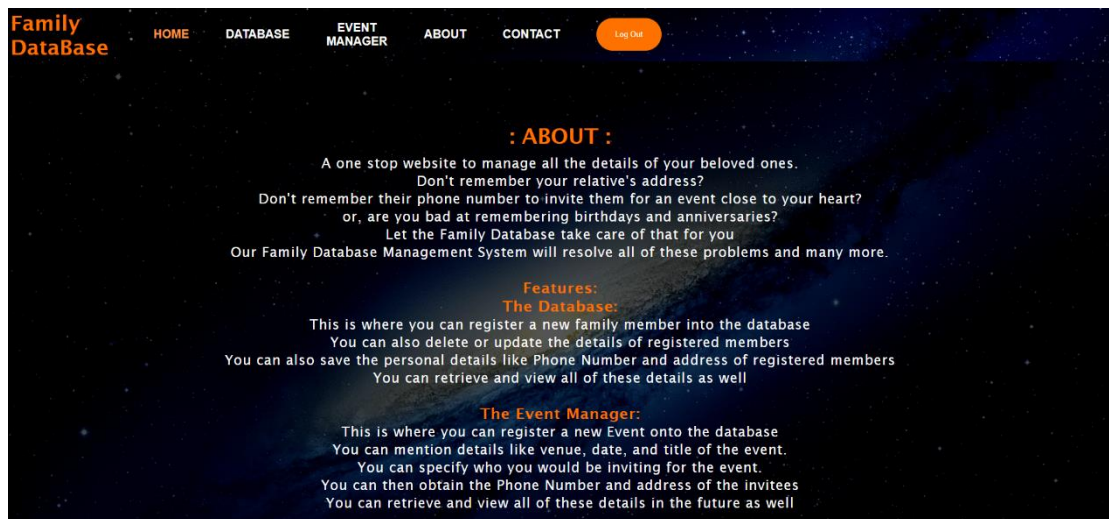 Family
DataBase
HOME
DATABASE
EVENT
MANAGER
ABOUT
CONTACT
Log Out
: ABOUT :
A one stop website to manage all the details of your beloved ones.
Don't remember your relative's address?
Don't remember their phone number to invite them for an event close to your heart?
or, are you bad at remembering birthdays and anniversaries?
Let the Family Database take care of that for you
Our Family Database Management System will resolve all of these problems and many more.
Features:
The Database:
This is where you can register a new family member into the database
You can also delete or update the details of registered members
You can also save the personal details like Phone Number and address of registered members
You can retrieve and view all of these details as well
The Event Manager:
This is where you can register a new Event onto the database
You can mention details like venue, date, and title of the event.
You can specify who you would be inviting for the event.
You can then obtain the Phone Number and address of the invitees
You can retrieve and view all of these details in the future as well